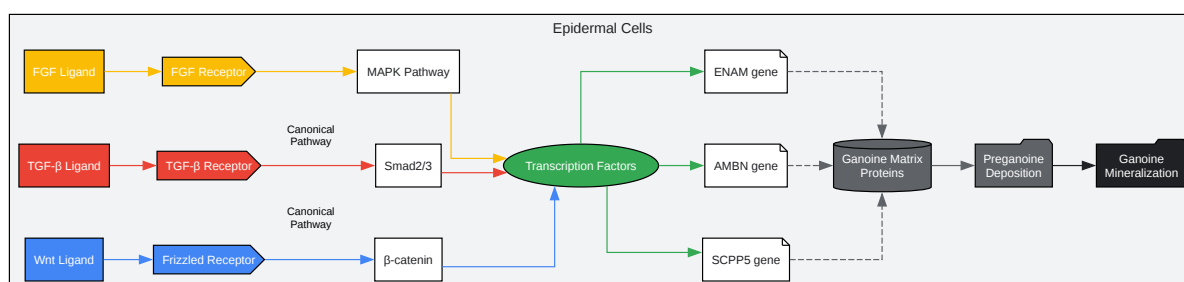 Epidermal Cells
FGF Ligand
FGF Receptor
MAPK Pathway
ENAM gene
Canonical
Pathway
TGF-β Ligand
TGF-β Receptor
Smad2/3
Transcription Factors
AMBN gene
Ganoine Matrix
Proteins
Preganoine
Deposition
Ganoine
Mineralization
Canonical
Pathway
Wnt Ligand
Frizzled Receptor
β-catenin
SCPP5 gene